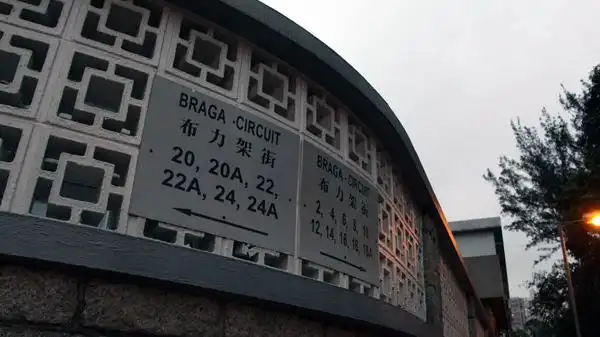 BRAGA CIRCUIT
布力架街
20, 20A, 22,
22A, 24, 24A
BRAGA CIRCUIT
布力架街
2, 4, 6, 8, 10,
12, 14, 16, 18, 18A